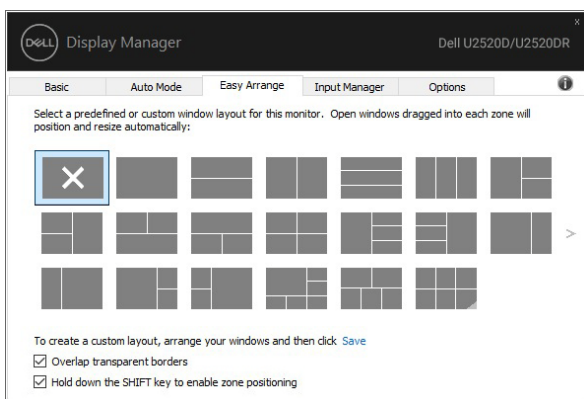 DELL Display Manager Dell U2520D/U2520DR
Basic Auto Mode Easy Arrange Input Manager Options
Select a predefined or custom window layout for this monitor. Open windows dragged into each zone will
position and resize automatically:
To create a custom layout, arrange your windows and then click Save
Overlap transparent borders
Hold down the SHIFT key to enable zone positioning